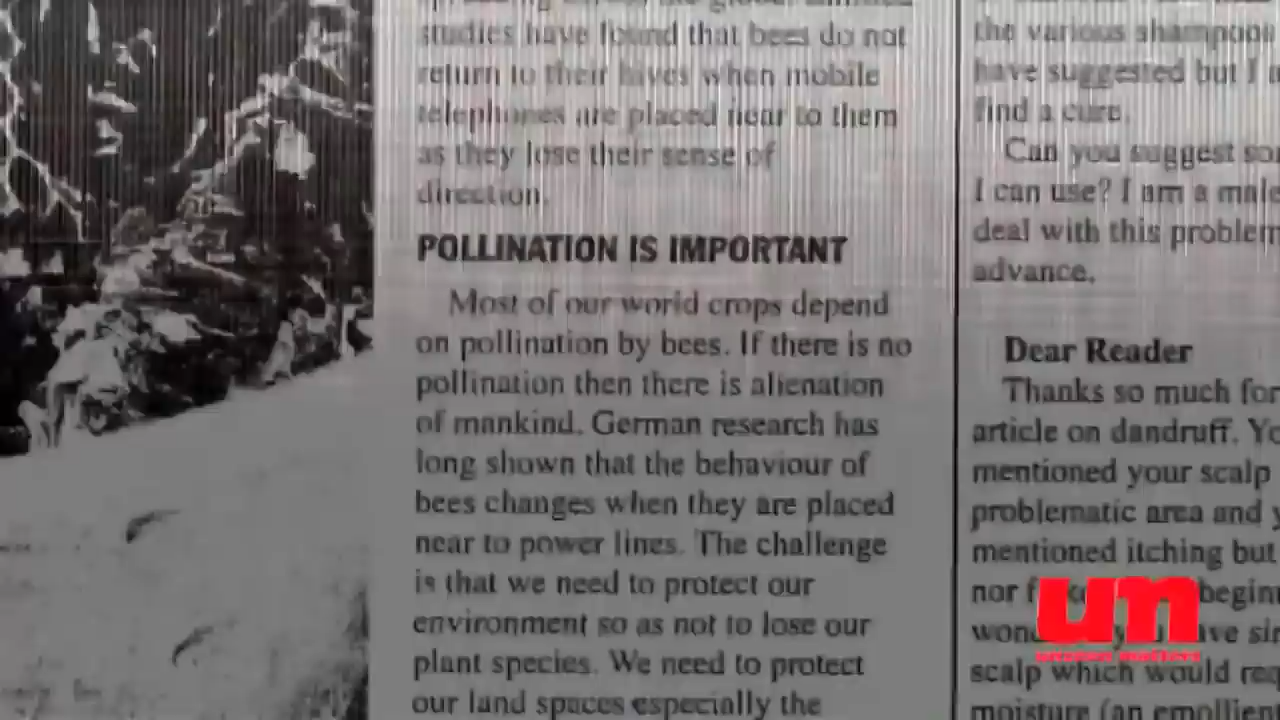 studies have found that bees do not
return to their hives when mobile
telephones are placed near to them
as they lose their sense of
direction.
POLLINATION IS IMPORTANT
Most of our world crops depend
on pollination by bees. If there is no
pollination then there is alienation
of mankind. German research has
long shown that the behaviour of
bees changes when they are placed
near to power lines. The challenge
is that we need to protect our
environment so as not to lose our
plant species. We need to protect
our land spaces especially the
the various shampoos
have suggested but I
find a cure.
Can you suggest
I can use? I am a male
deal with this problem
advance.
Dear Reader
Thanks so much for
article on dandruff.
mentioned your scalp
problematic area and
mentioned itching but
nor
scalp which would
moisture (an emollient
um